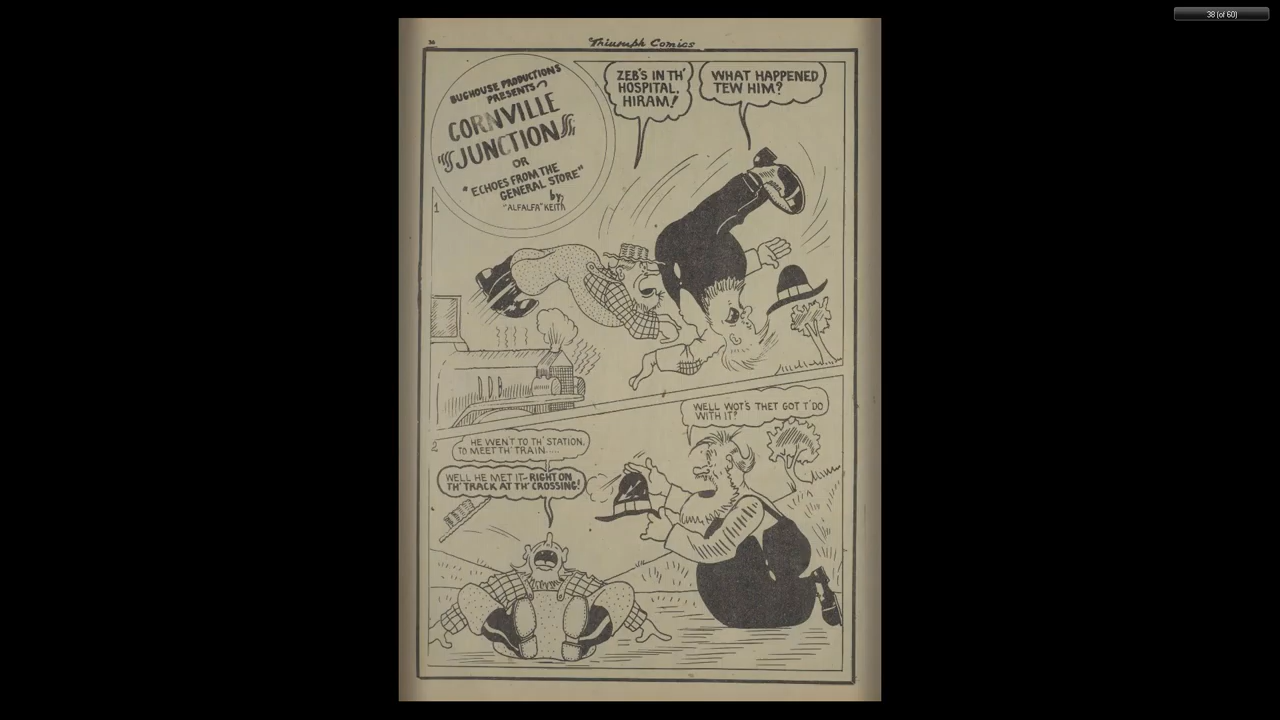 38 (of 60)
36
Triumph Comics
BUGHOUSE PRODUCTIONS
PRESENTS
CORNVILLE
JUNCTION
OR
"ECHOES FROM THE
GENERAL STORE"
by
"ALFALFA" KEITH
ZEB'S IN TH'
HOSPITAL,
HIRAM!
WHAT HAPPENED
TEW HIM?
1
2
HE WEN'T TO TH' STATION,
TO MEET TH' TRAIN.....
WELL WOT'S THET GOT T'DO
WITH IT?
WELL HE MET IT-RIGHT ON
TH' TRACK AT TH' CROSSING!